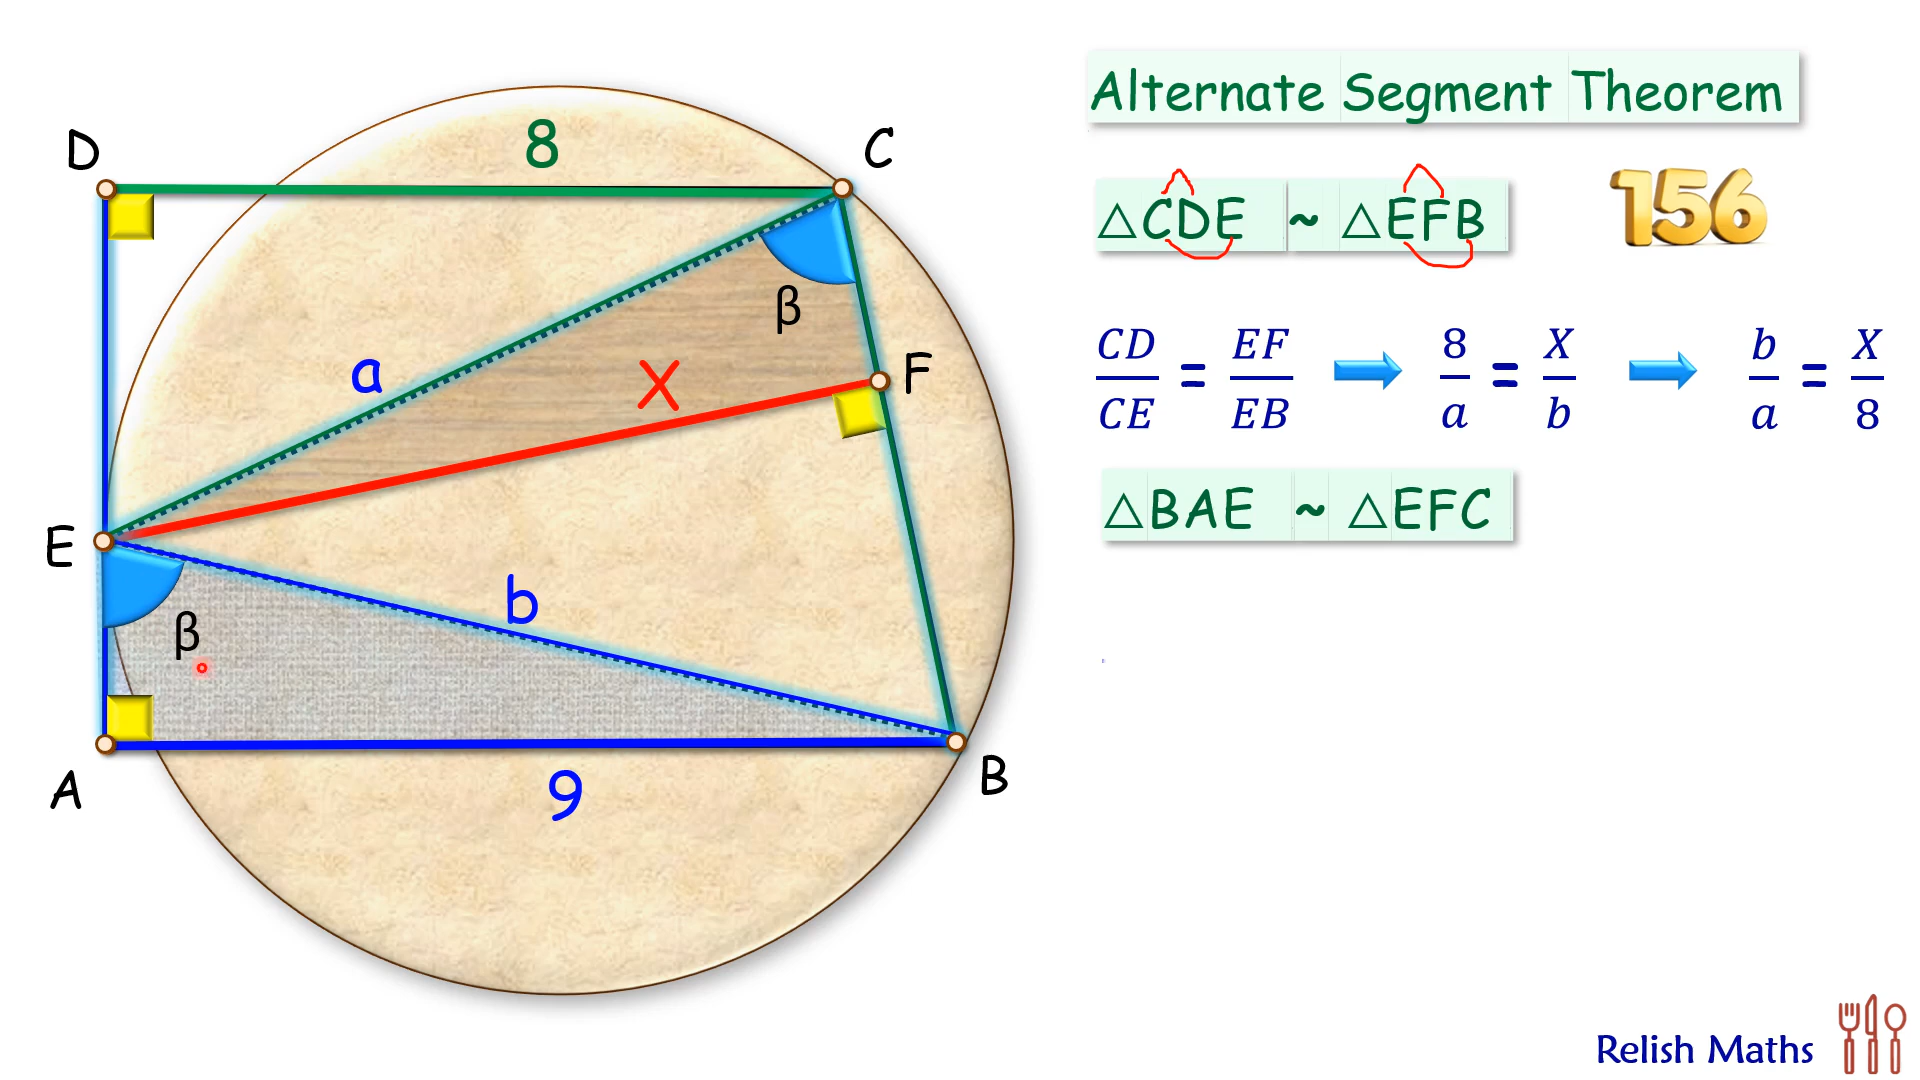 Alternate Segment Theorem
D
8
C
△CDE ~ △EFB
156
β
a
X
F
CD/CE = EF/EB ➡ 8/a = X/b ➡ b/a = X/8
△BAE ~ △EFC
E
b
β
A
9
B
Relish Maths